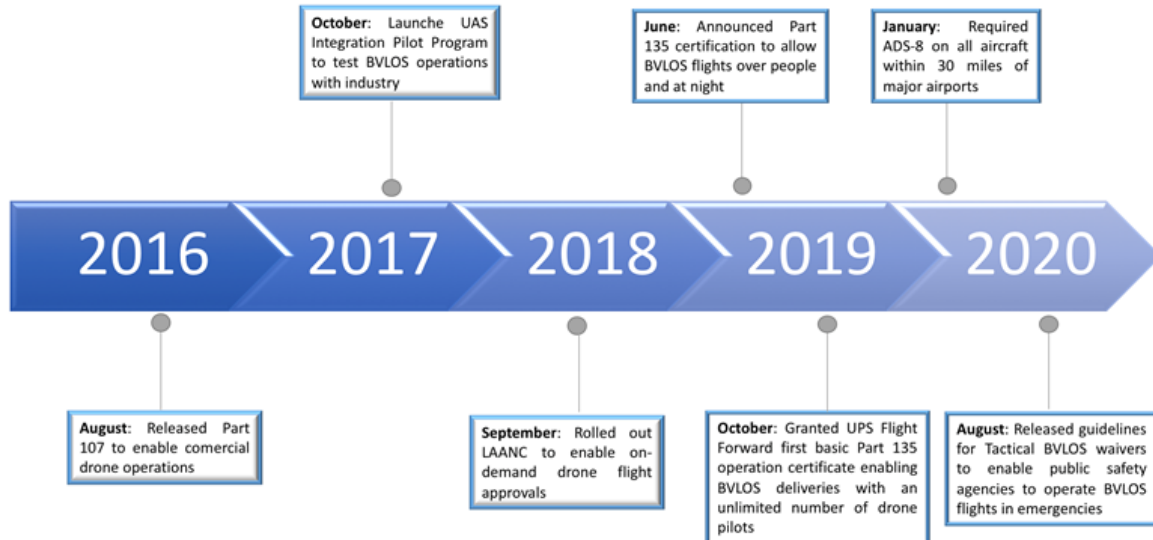 October: Launche UAS
Integration Pilot Program
to test BVLOS operations
with industry
June: Announced Part
135 certification to allow
BVLOS flights over people
and at night
January: Required
ADS-8 on all aircraft
within 30 miles of
major airports
2016
2017
2018
2019
2020
August: Released Part
107 to enable comercial
drone operations
September: Rolled out
LAANC to enable on-
demand drone flight
approvals
October: Granted UPS Flight
Forward first basic Part 135
operation certificate enabling
BVLOS deliveries with an
unlimited number of drone
pilots
August: Released guidelines
for Tactical BVLOS waivers
to enable public safety
agencies to operate BVLOS
flights in emergencies